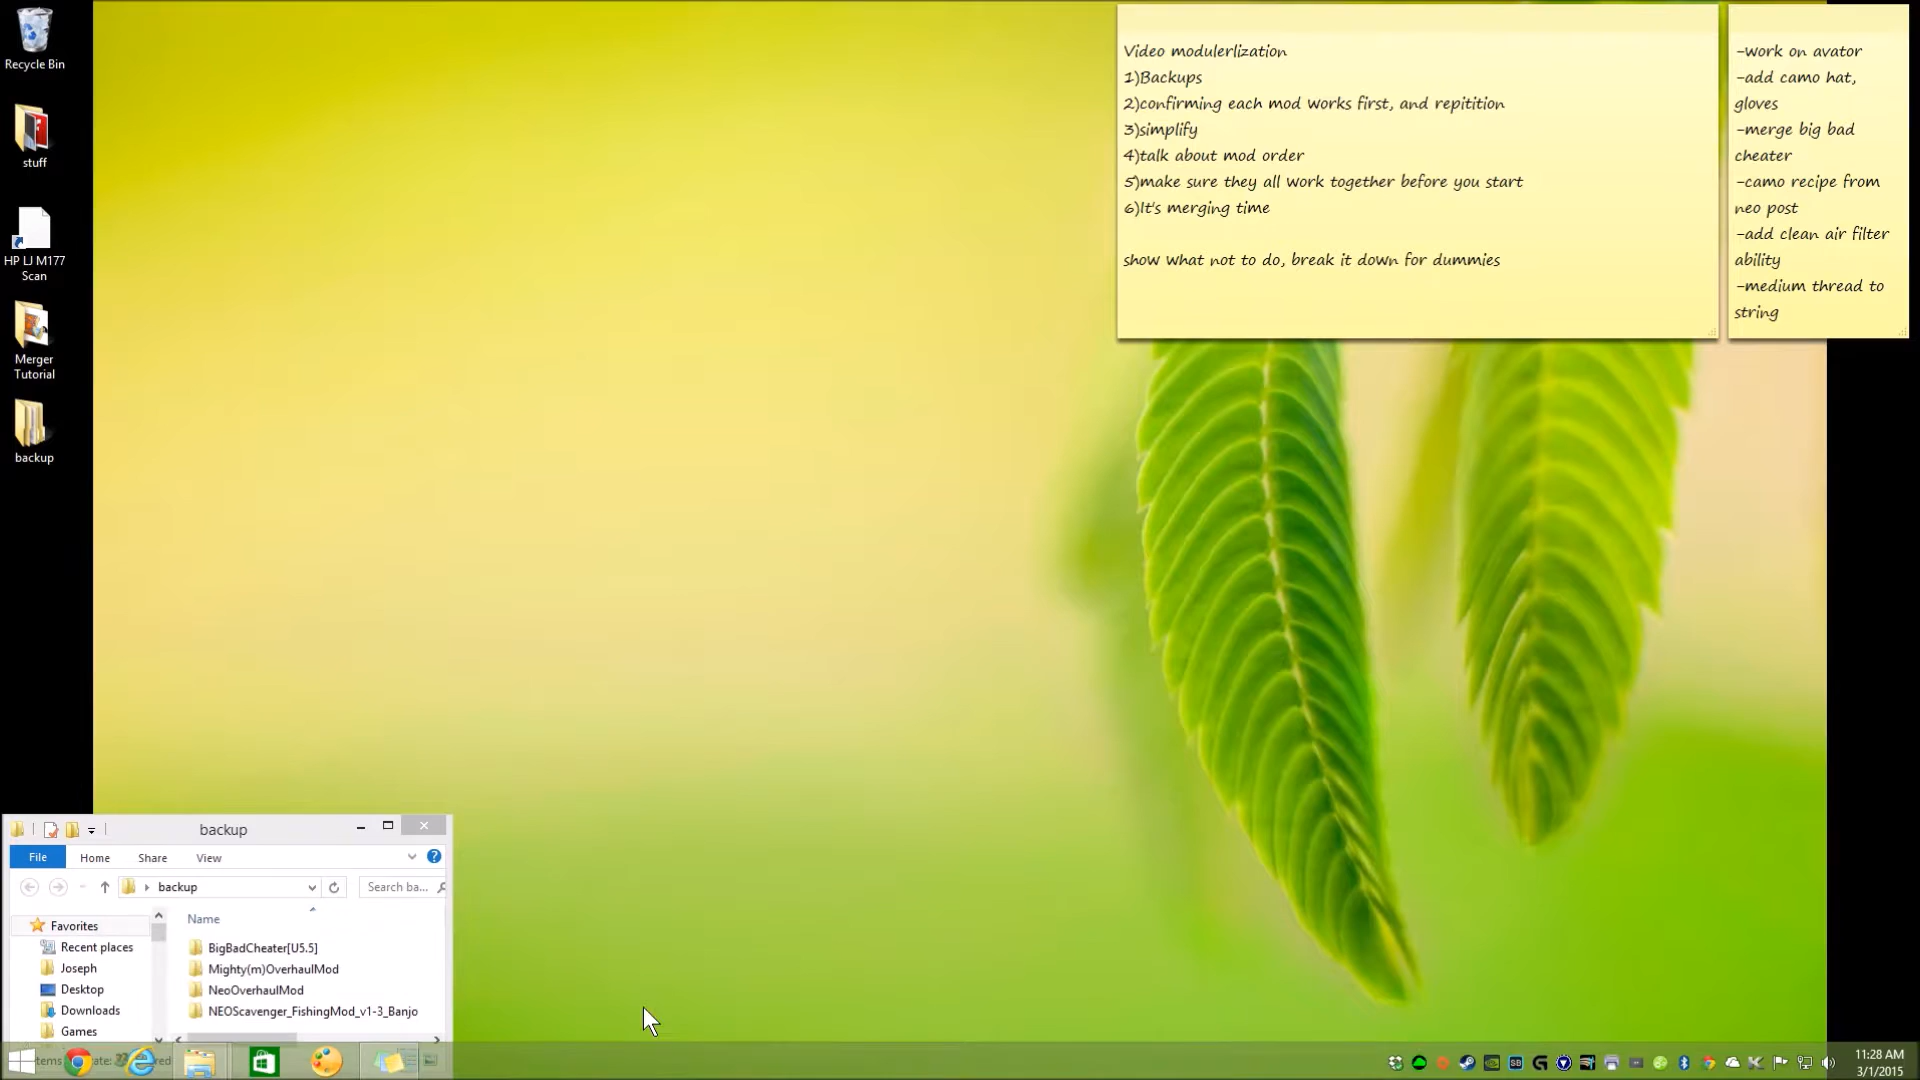 Recycle Bin
stuff
HP LJ M177
Scan
Merger
Tutorial
backup
Video modulerlization
1)Backups
2)confirming each mod works first, and repitition
3)simplify
4)talk about mod order
5)make sure they all work together before you start
6)It's merging time
show what not to do, break it down for dummies
-work on avator
-add camo hat,
gloves
-merge big bad
cheater
-camo recipe from
neo post
-add clean air filter
ability
-medium thread to
string
backup
File Home Share View
backup
Search ba...
Name
Favorites
Recent places
Joseph
Desktop
Downloads
Games
BigBadCheater[U5.5]
Mighty(m)OverhaulMod
NeoOverhaulMod
NEOScavenger_FishingMod_v1-3_Banjo
11:28 AM
3/1/2015